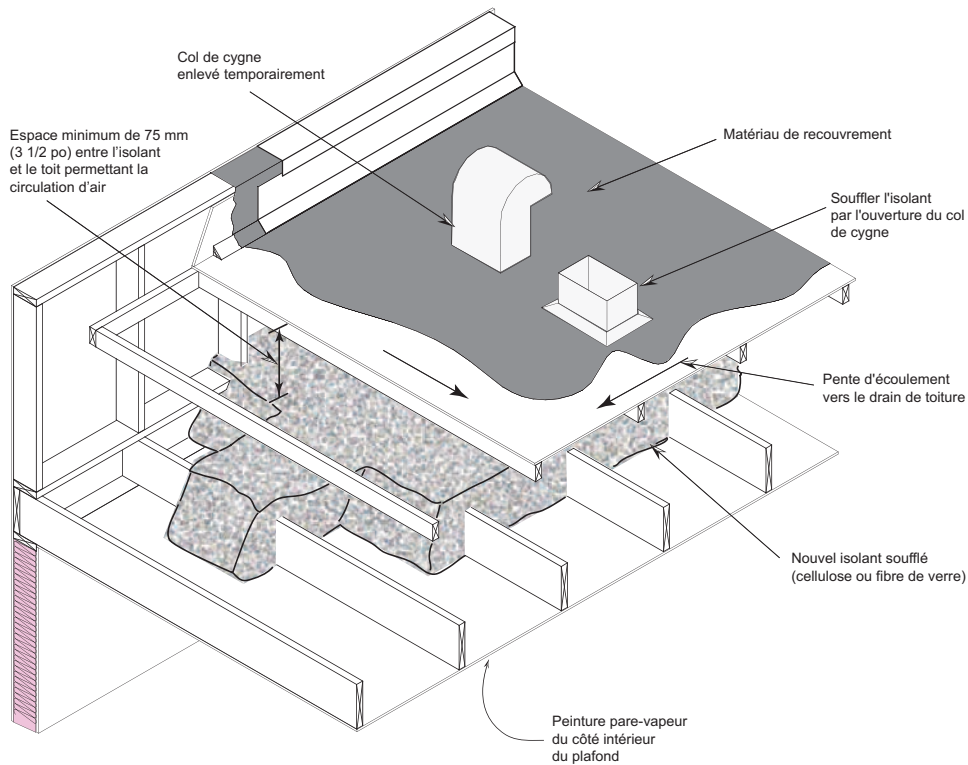 Col de cygne
enlevé temporairement
Espace minimum de 75 mm
(3 1/2 po) entre l'isolant
et le toit permettant la
circulation d'air
Matériau de recouvrement
Souffler l'isolant
par l'ouverture du col
de cygne
Pente d'écoulement
vers le drain de toiture
Nouvel isolant soufflé
(cellulose ou fibre de verre)
Peinture pare-vapeur
du côté intérieur
du plafond